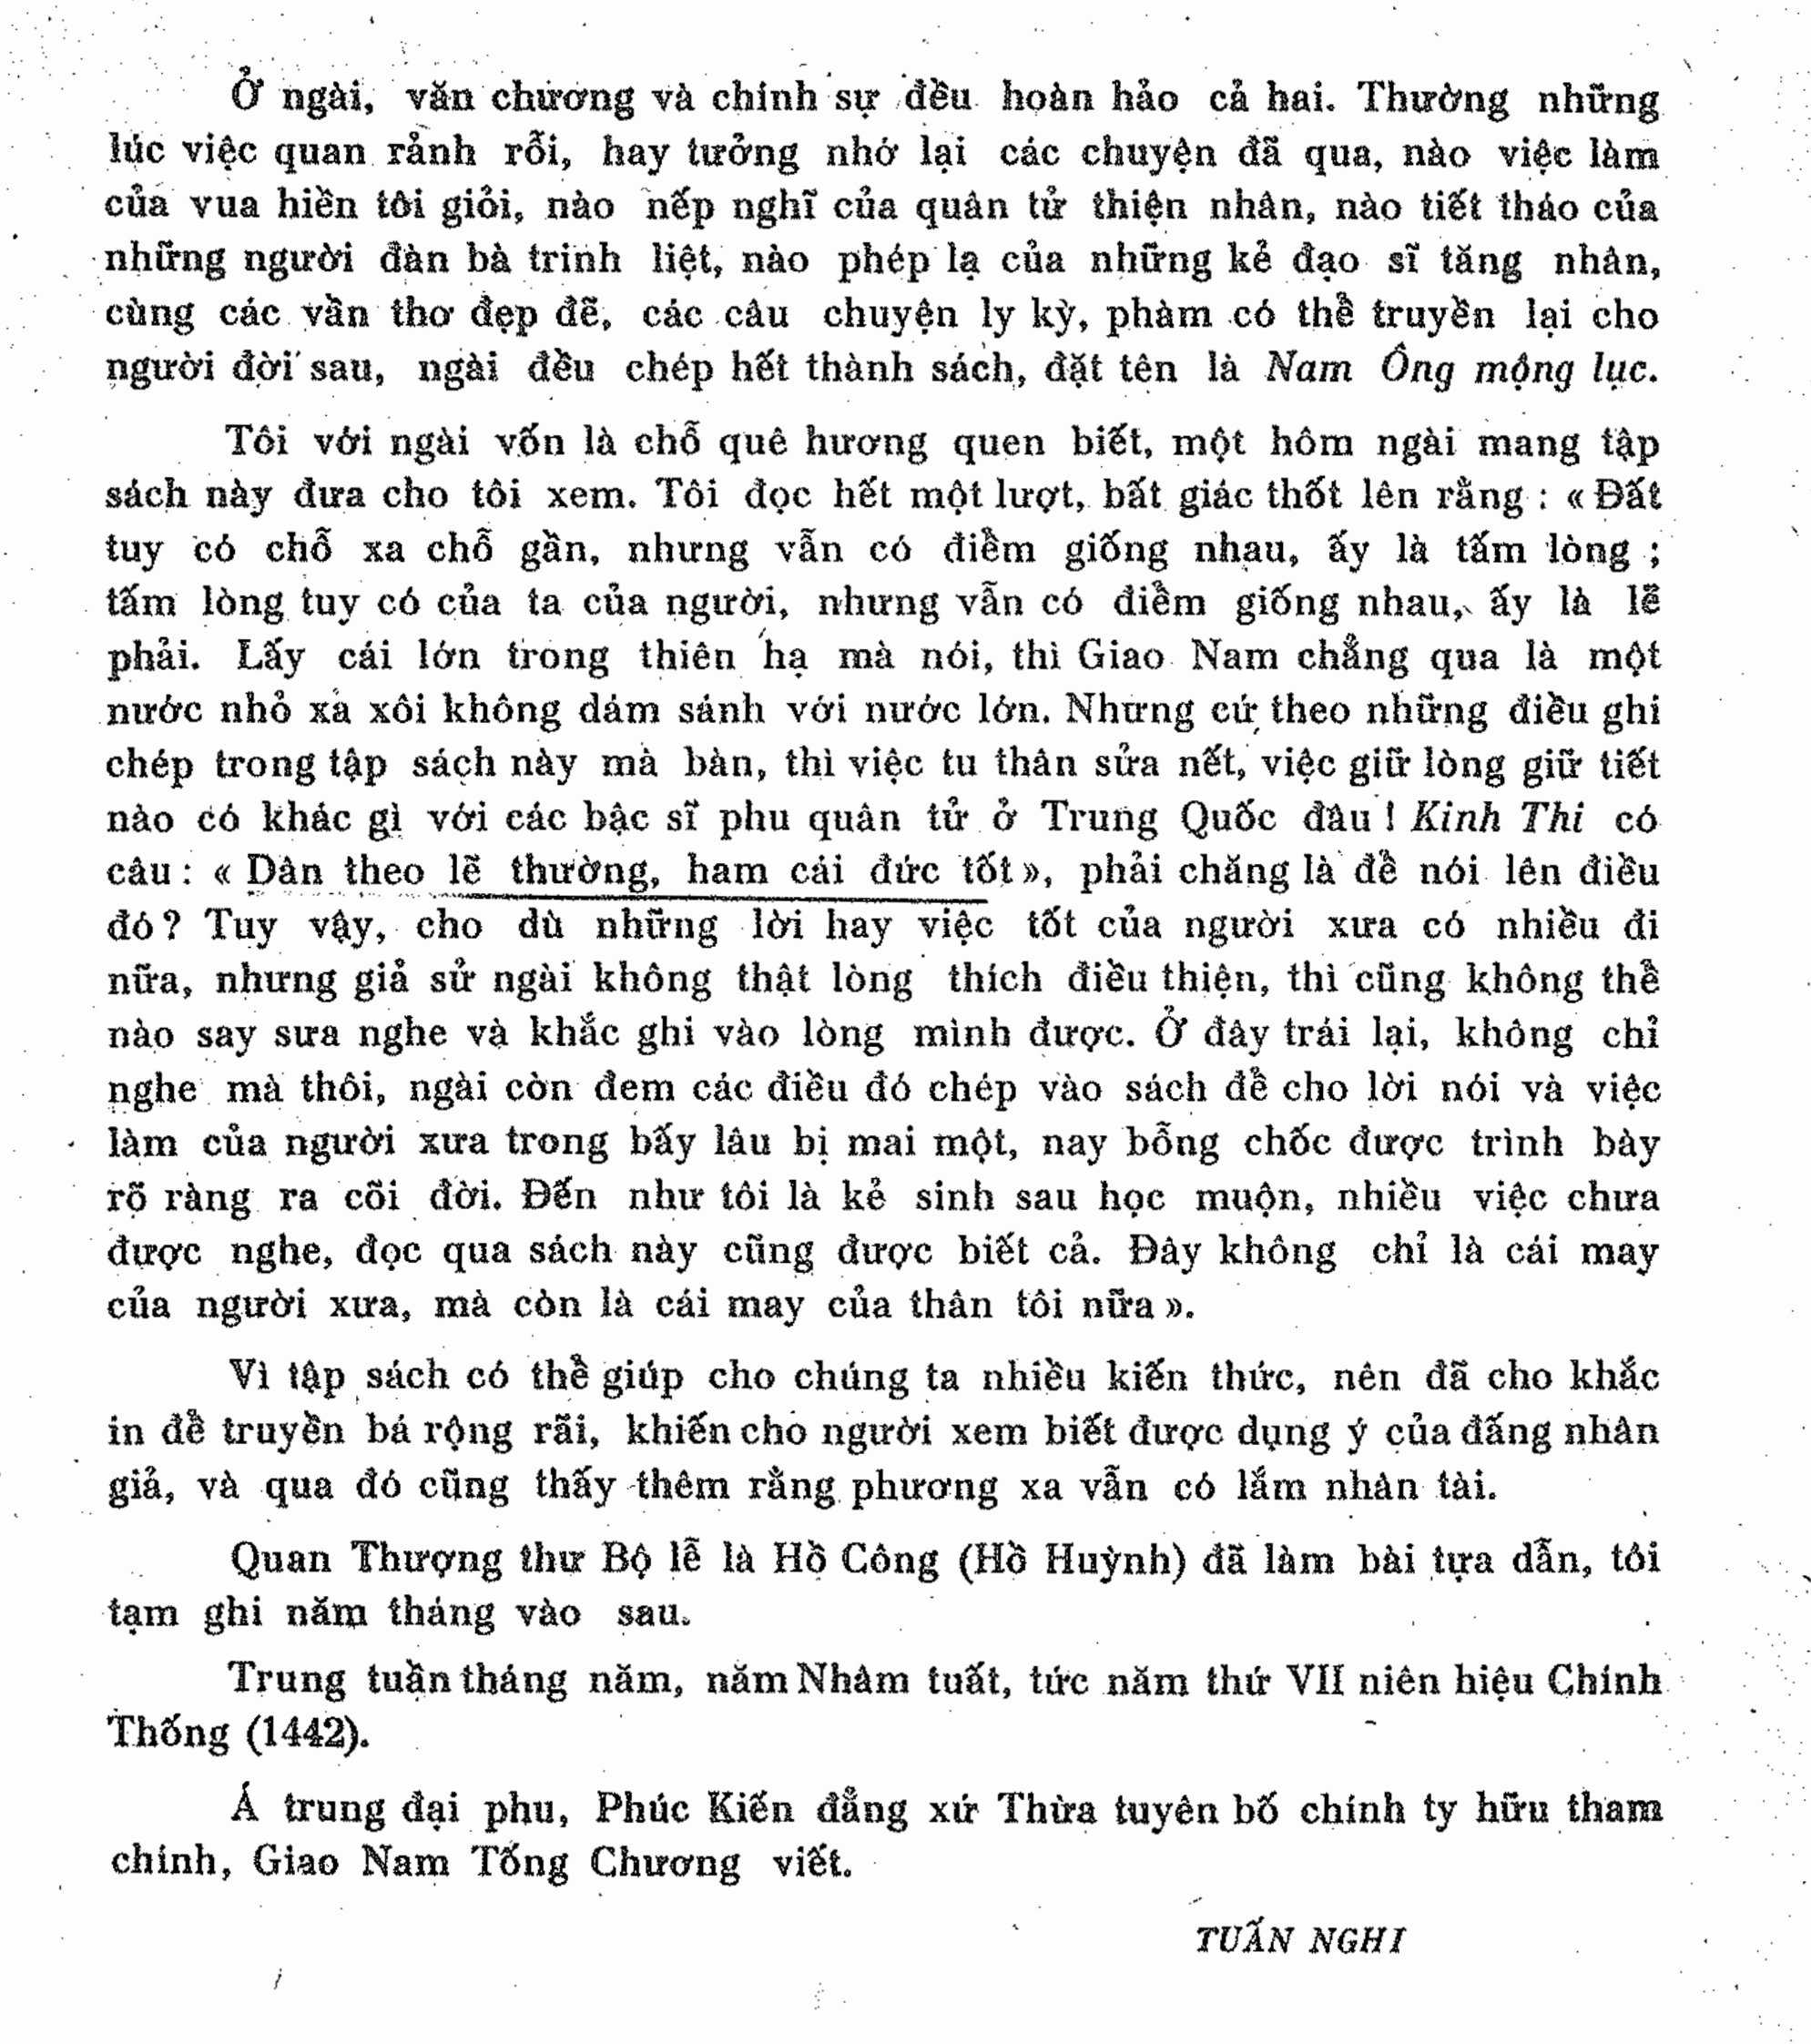 Ở ngài, văn chương và chính sự đều hoàn hảo cả hai. Thường những
lúc việc quan rảnh rỗi, hay tưởng nhớ lại các chuyện đã qua, nào việc làm
của vua hiền tôi giỏi, nào nếp nghĩ của quân tử thiện nhân, nào tiết tháo của
những người đàn bà trinh liệt, nào phép lạ của những kẻ đạo sĩ tăng nhân,
cùng các vần thơ đẹp đẽ, các câu chuyện ly kỳ, phàm có thể truyền lại cho
người đời sau, ngài đều chép hết thành sách, đặt tên là Nam Ông mộng lục.
Tôi với ngài vốn là chỗ quê hương quen biết, một hôm ngài mang tập
sách này đưa cho tôi xem. Tôi đọc hết một lượt, bất giác thốt lên rằng : « Đất
tuy có chỗ xa chỗ gần, nhưng vẫn có điểm giống nhau, ấy là tấm lòng ;
tấm lòng tuy có của ta của người, nhưng vẫn có điểm giống nhau, ấy là lẽ
phải. Lấy cái lớn trong thiên hạ mà nói, thì Giao Nam chẳng qua là một
nước nhỏ xa xôi không dám sánh với nước lớn. Nhưng cứ theo những điều ghi
chép trong tập sách này mà bàn, thì việc tu thân sửa nết, việc giữ lòng giữ tiết
nào có khác gì với các bậc sĩ phu quân tử ở Trung Quốc đâu ! Kinh Thi có
câu : « Dân theo lẽ thường, ham cái đức tốt », phải chăng là để nói lên điều
đó ? Tuy vậy, cho dù những lời hay việc tốt của người xưa có nhiều đi
nữa, nhưng giả sử ngài không thật lòng thích điều thiện, thì cũng không thể
nào say sưa nghe và khắc ghi vào lòng mình được. Ở đây trái lại, không chỉ
nghe mà thôi, ngài còn đem các điều đó chép vào sách để cho lời nói và việc
làm của người xưa trong bấy lâu bị mai một, nay bỗng chốc được trình bày
rõ ràng ra cõi đời. Đến như tôi là kẻ sinh sau học muộn, nhiều việc chưa
được nghe, đọc qua sách này cũng được biết cả. Đây không chỉ là cái may
của người xưa, mà còn là cái may của thân tôi nữa ».
Vì tập sách có thể giúp cho chúng ta nhiều kiến thức, nên đã cho khắc
in để truyền bá rộng rãi, khiến cho người xem biết được dụng ý của đấng nhân
giả, và qua đó cũng thấy thêm rằng phương xa vẫn có lắm nhân tài.
Quan Thượng thư Bộ lễ là Hồ Công (Hồ Huỳnh) đã làm bài tựa dẫn, tôi
tạm ghi năm tháng vào sau.
Trung tuần tháng năm, năm Nhâm tuất, tức năm thứ VII niên hiệu Chính
Thống (1442).
Á trung đại phu, Phúc Kiến đẳng xứ Thừa tuyên bố chính ty hữu tham
chính, Giao Nam Tống Chương viết.
TUẤN NGHI